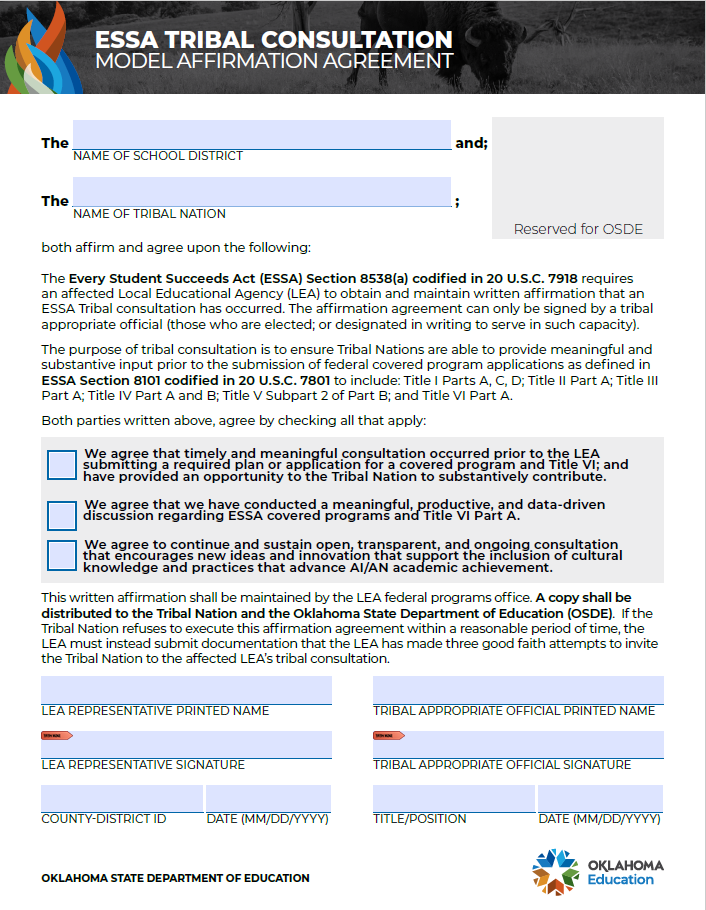 ESSA TRIBAL CONSULTATION
MODEL AFFIRMATION AGREEMENT
The and;
NAME OF SCHOOL DISTRICT
The ;
NAME OF TRIBAL NATION
Reserved for OSDE
both affirm and agree upon the following:
The Every Student Succeeds Act (ESSA) Section 8538(a) codified in 20 U.S.C. 7918 requires
an affected Local Educational Agency (LEA) to obtain and maintain written affirmation that an
ESSA Tribal consultation has occurred. The affirmation agreement can only be signed by a tribal
appropriate official (those who are elected; or designated in writing to serve in such capacity).
The purpose of tribal consultation is to ensure Tribal Nations are able to provide meaningful and
substantive input prior to the submission of federal covered program applications as defined in
ESSA Section 8101 codified in 20 U.S.C. 7801 to include: Title I Parts A, C, D; Title II Part A; Title III
Part A; Title IV Part A and B; Title V Subpart 2 of Part B; and Title VI Part A.
Both parties written above, agree by checking all that apply:
We agree that timely and meaningful consultation occurred prior to the LEA
submitting a required plan or application for a covered program and Title VI; and
have provided an opportunity to the Tribal Nation to substantively contribute.
We agree that we have conducted a meaningful, productive, and data-driven
discussion regarding ESSA covered programs and Title VI Part A.
We agree to continue and sustain open, transparent, and ongoing consultation
that encourages new ideas and innovation that support the inclusion of cultural
knowledge and practices that advance AI/AN academic achievement.
This written affirmation shall be maintained by the LEA federal programs office. A copy shall be
distributed to the Tribal Nation and the Oklahoma State Department of Education (OSDE). If the
Tribal Nation refuses to execute this affirmation agreement within a reasonable period of time, the
LEA must instead submit documentation that the LEA has made three good faith attempts to invite
the Tribal Nation to the affected LEA's tribal consultation.
LEA REPRESENTATIVE PRINTED NAME
TRIBAL APPROPRIATE OFFICIAL PRINTED NAME
LEA REPRESENTATIVE SIGNATURE
TRIBAL APPROPRIATE OFFICIAL SIGNATURE
COUNTY-DISTRICT ID DATE (MM/DD/YYYY)
TITLE/POSITION DATE (MM/DD/YYYY)
OKLAHOMA STATE DEPARTMENT OF EDUCATION
OKLAHOMA
Education